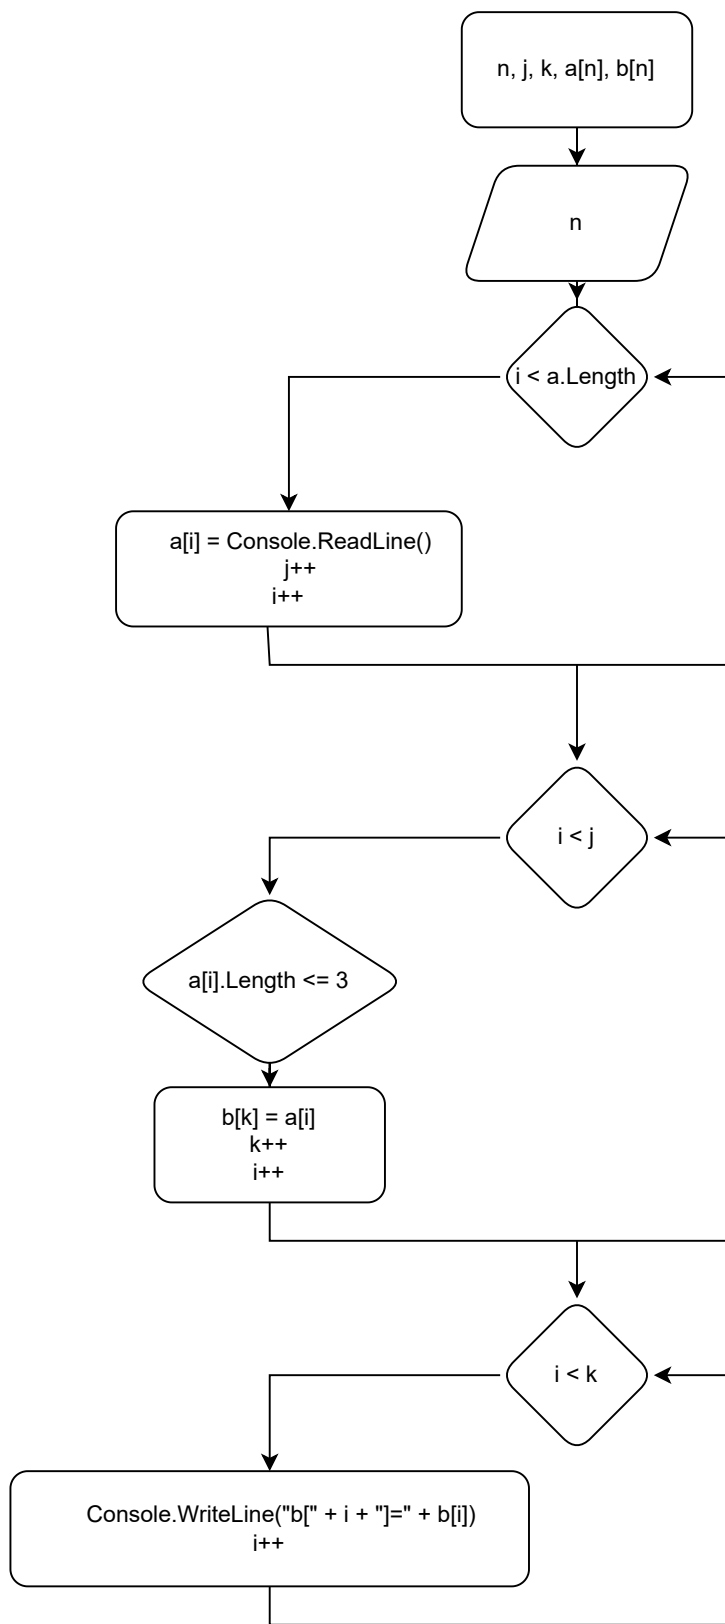 n, j, k, a[n], b[n]
n
i < a.Length
a[i] = Console.ReadLine()
j++
i++
i < j
a[i].Length <= 3
b[k] = a[i]
k++
i++
i < k
Console.WriteLine("b[" + i + "]=" + b[i])
i++